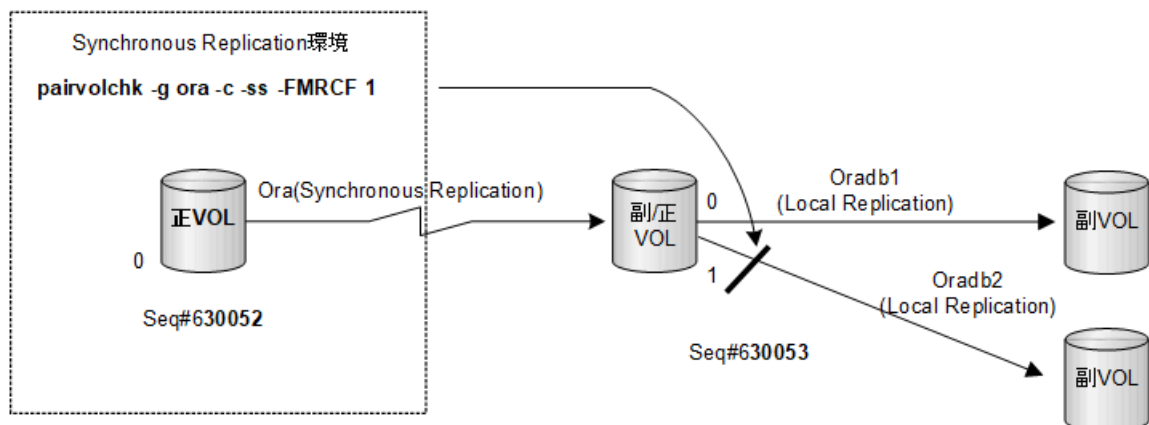 Synchronous Replication環境
pairvolchk -g ora -c -ss -FMRCF 1
Ora(Synchronous Replication)
正VOL
0
Seq#630052
副/正
VOL
0
1
Seq#630053
Oradb1
(Local Replication)
副VOL
Oradb2
(Local Replication)
副VOL